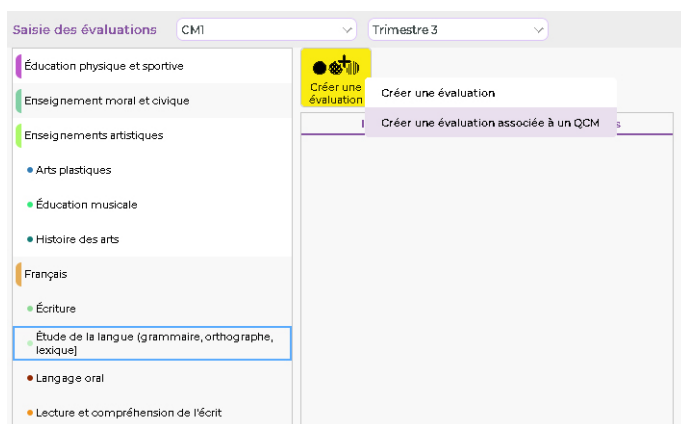 Saisie des évaluations CM1 Trimestre 3
Éducation physique et sportive
Enseignement moral et civique
Enseignements artistiques
Arts plastiques
Éducation musicale
Histoire des arts
Français
Écriture
Étude de la langue (grammaire, orthographe,
lexique]
Langage oral
Lecture et compréhension de l'écrit
Créer une
évaluation
Créer une évaluation
Créer une évaluation associée à un QCM